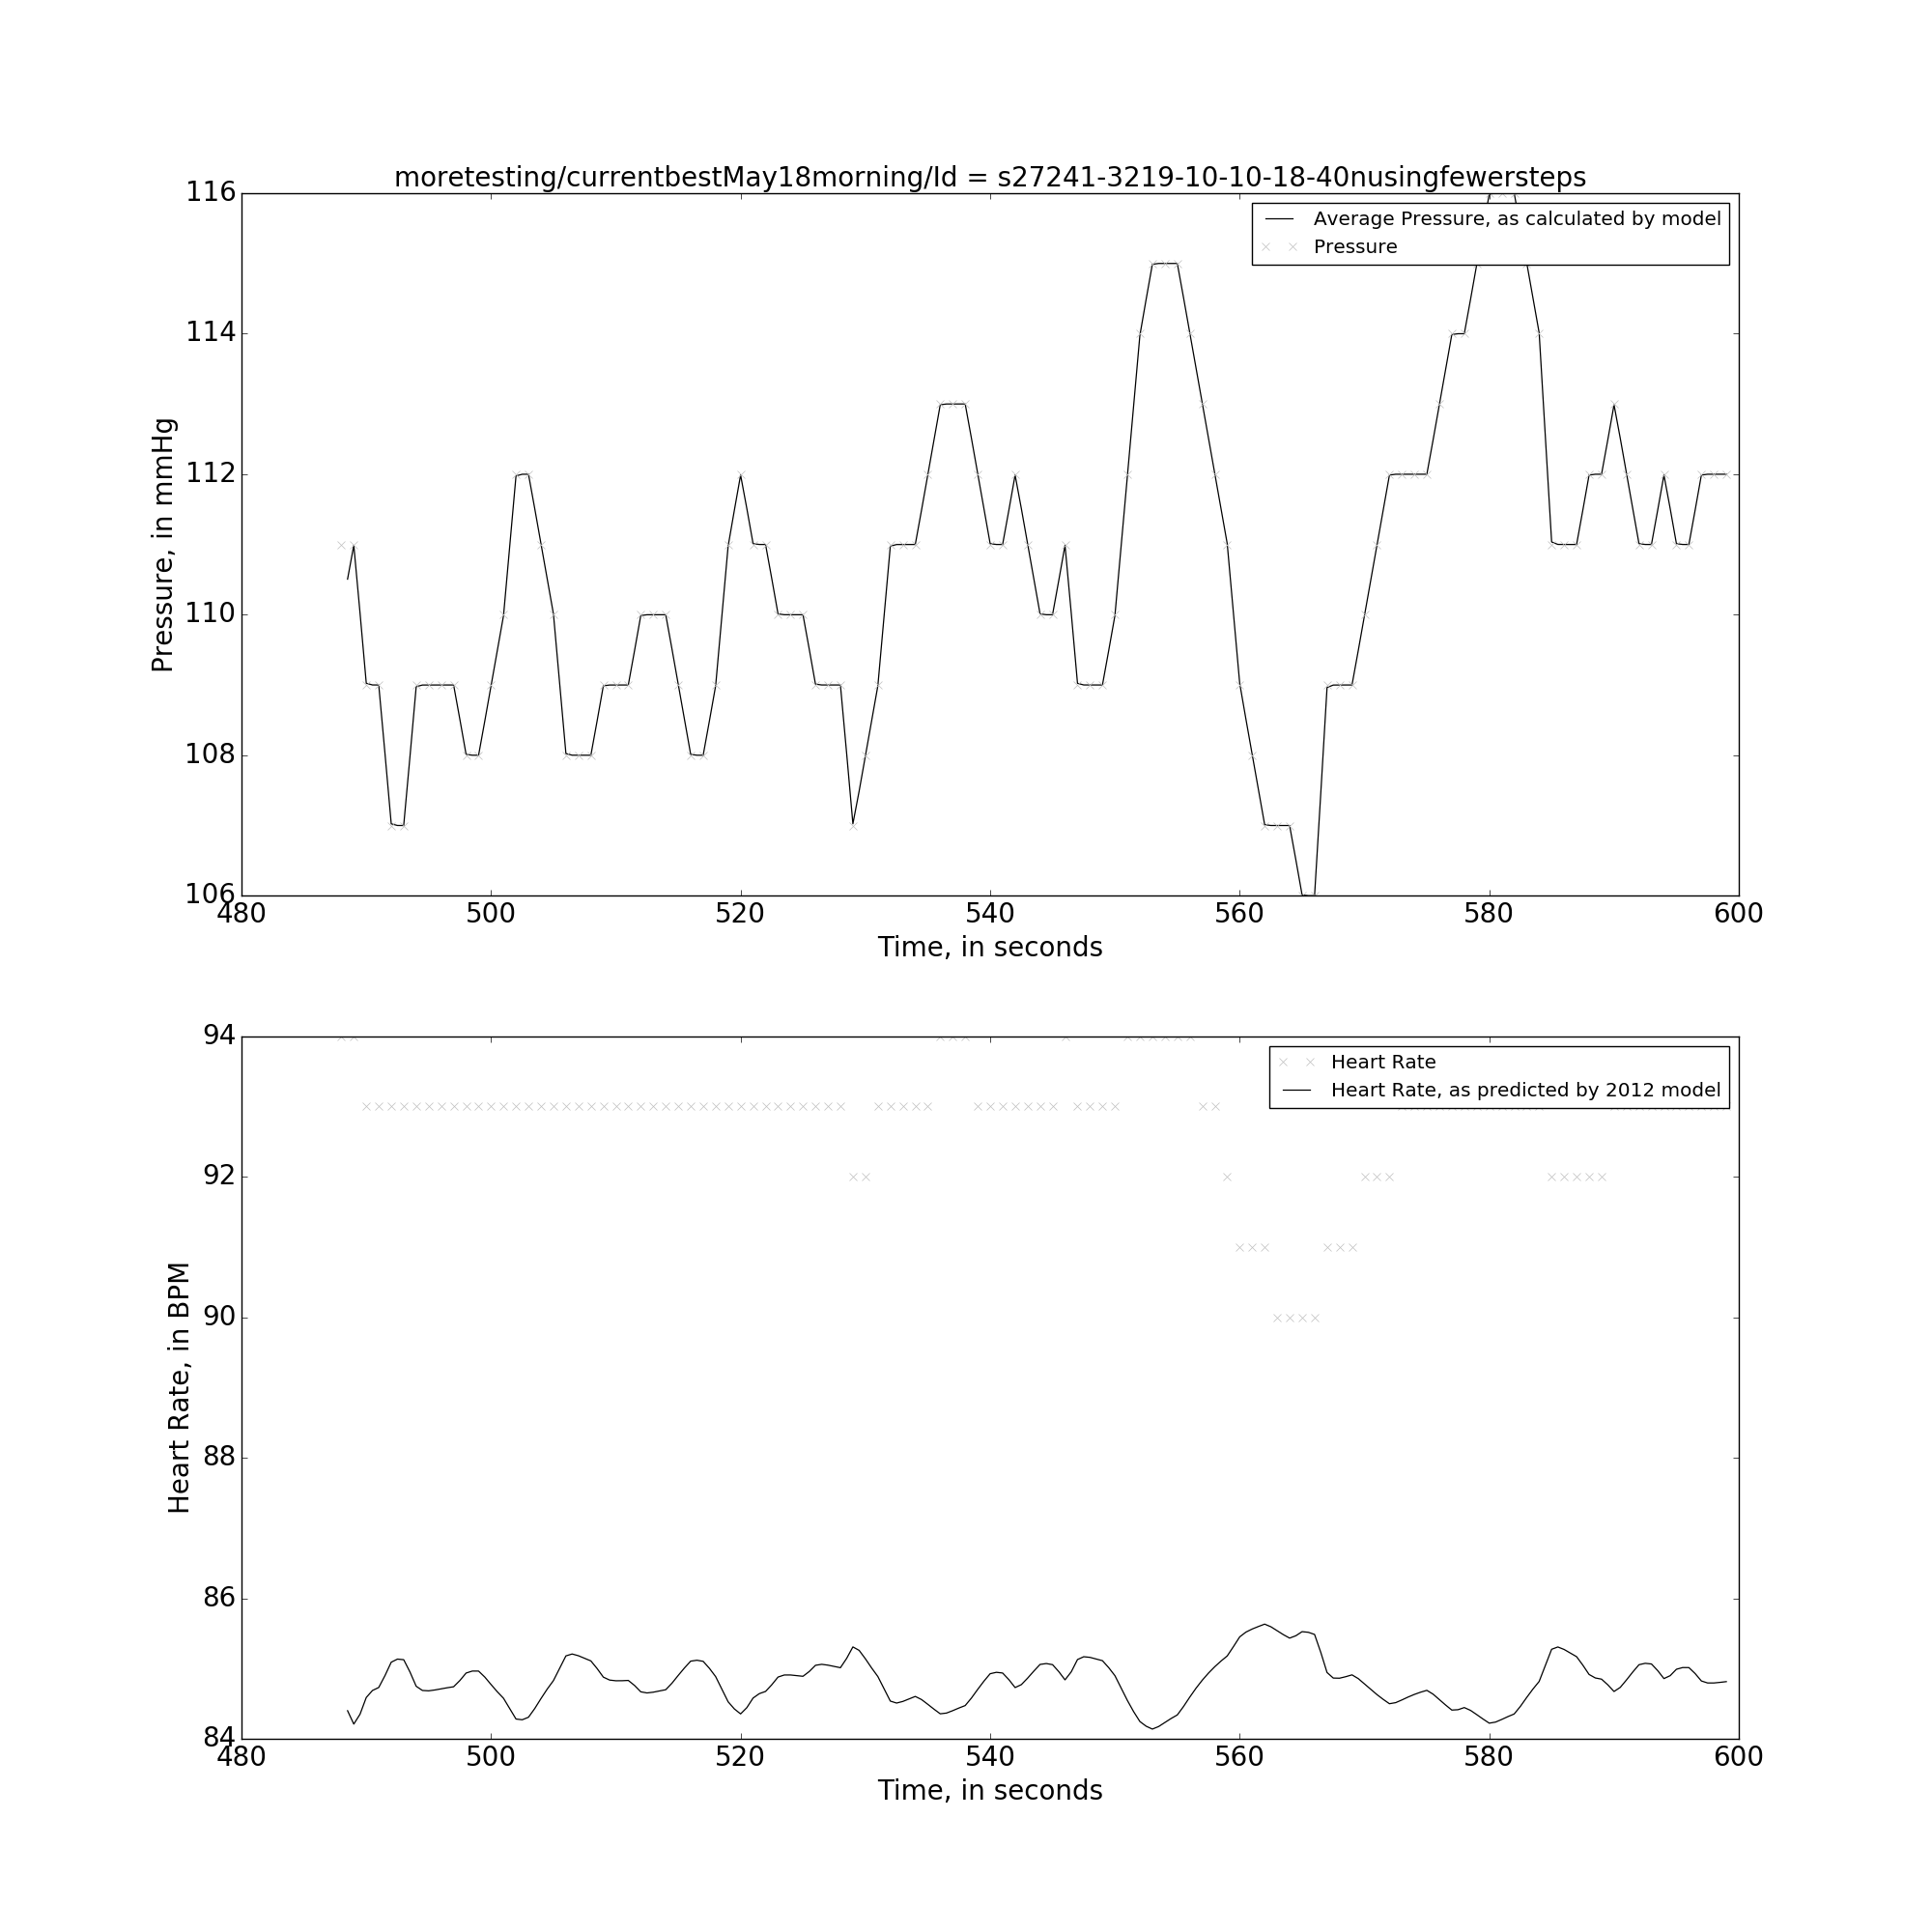 moretesting/currentbestMay18morning/Id = s27241-3219-10-10-18-40nusingfewersteps
116
114
112
110
108
106
Pressure, in mmHg
Average Pressure, as calculated by model
Pressure
480 500 520 540 560 580 600
Time, in seconds
94
92
90
88
86
84
Heart Rate, in BPM
Heart Rate
Heart Rate, as predicted by 2012 model
480 500 520 540 560 580 600
Time, in seconds